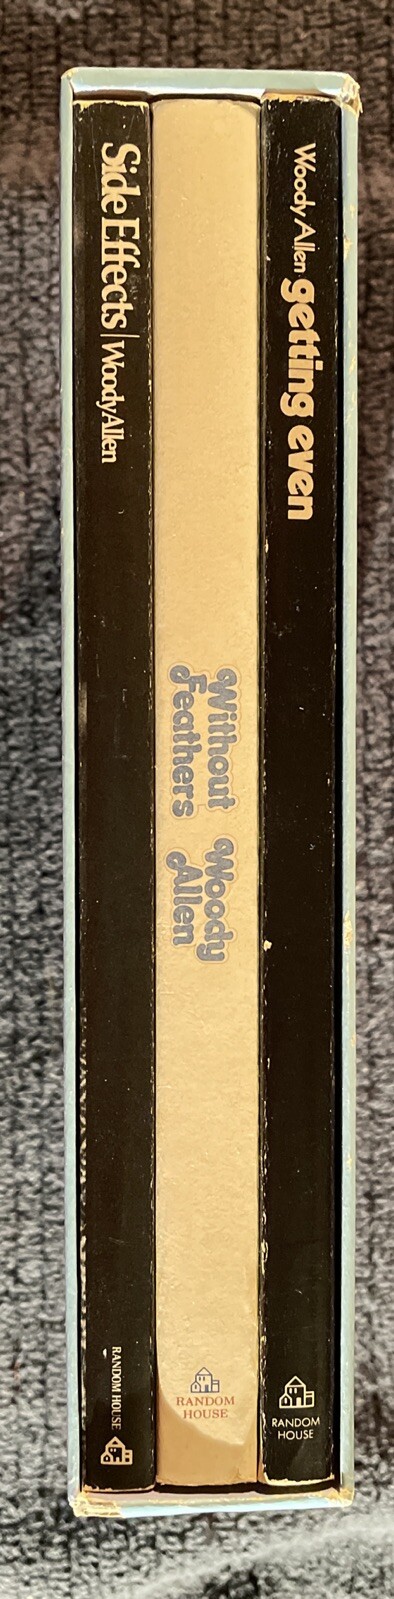 Side Effects | Woody Allen
RANDOM HOUSE
Without
Feathers
Woody
Allen
RANDOM
HOUSE
Woody Allen getting even
RANDOM
HOUSE